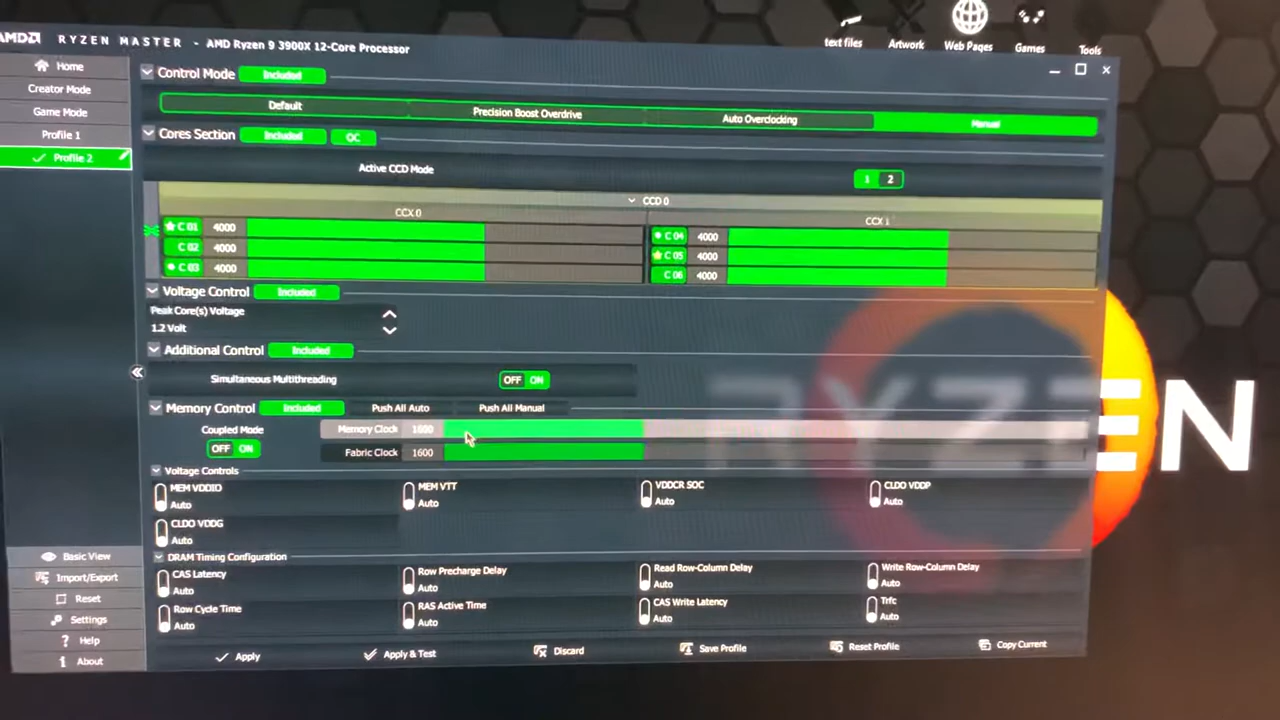 text files
Artwork
Web Pages
Games
Tools
AMD RYZEN MASTER - AMD Ryzen 9 3900X 12-Core Processor
Home
Creator Mode
Game Mode
Profile 1
Profile 2
Control Mode Included
Default Precision Boost Overdrive Auto Overclocking Manual
Cores Section Included OC
Active CCD Mode 1 2
CCD 0
CCX 0 CCX 1
C 01 4000 C 04 4000
C 02 4000 C 05 4000
C 03 4000 C 06 4000
Voltage Control Included
Peak Core(s) Voltage
1.2 Volt
Additional Control Included
Simultaneous Multithreading OFF ON
Memory Control Included Push All Auto Push All Manual
Coupled Mode Memory Clock 1600
OFF ON Fabric Clock 1600
Voltage Controls
MEM VDDIO MEM VTT VDDCR SOC CLDO VDDP
Auto Auto Auto Auto
CLDO VDDG
Auto
DRAM Timing Configuration
CAS Latency Row Precharge Delay Read Row-Column Delay Write Row-Column Delay
Auto Auto Auto Auto
Row Cycle Time RAS Active Time CAS Write Latency Trfc
Auto Auto Auto Auto
Basic View
Import/Export
Reset
Settings
Help
About
Apply Apply & Test Discard Save Profile Reset Profile Copy Current
RYZEN